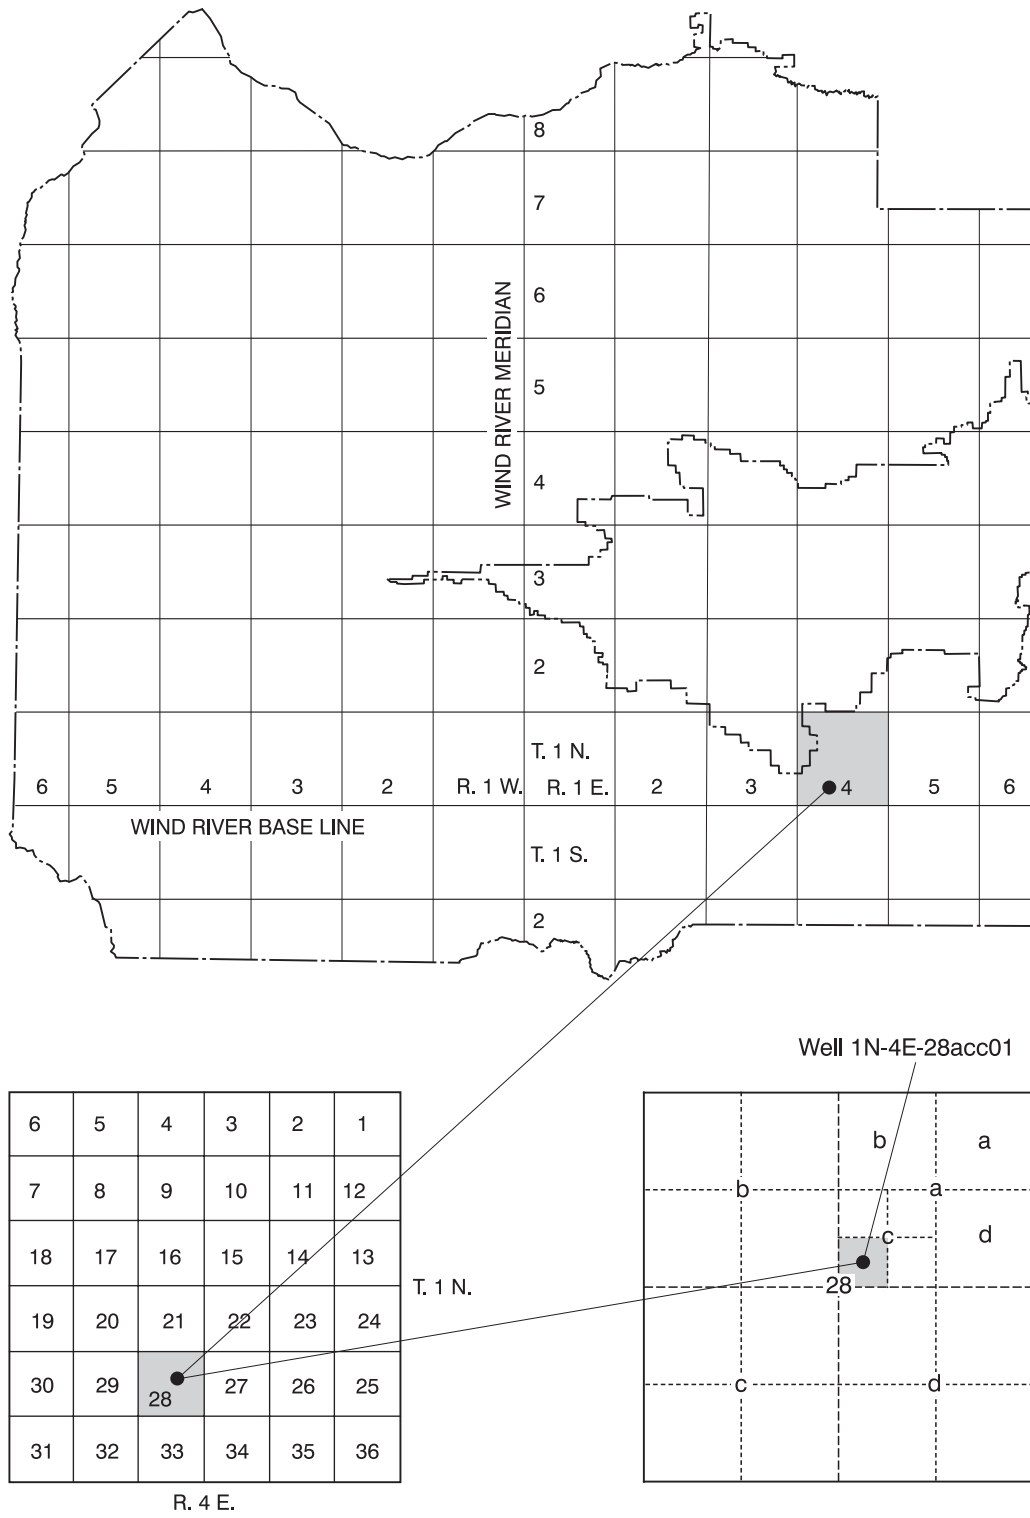 8
7
6
WIND RIVER MERIDIAN
5
4
3
2
T. 1 N.
6 5 4 3 2 R. 1 W. R. 1 E. 2 3 4 5 6
WIND RIVER BASE LINE
T. 1 S.
2
Well 1N-4E-28acc01
6 5 4 3 2 1
7 8 9 10 11 12
18 17 16 15 14 13
T. 1 N.
19 20 21 22 23 24
30 29 28 27 26 25
31 32 33 34 35 36
R. 4 E.
b a
b a
c d
28
c d